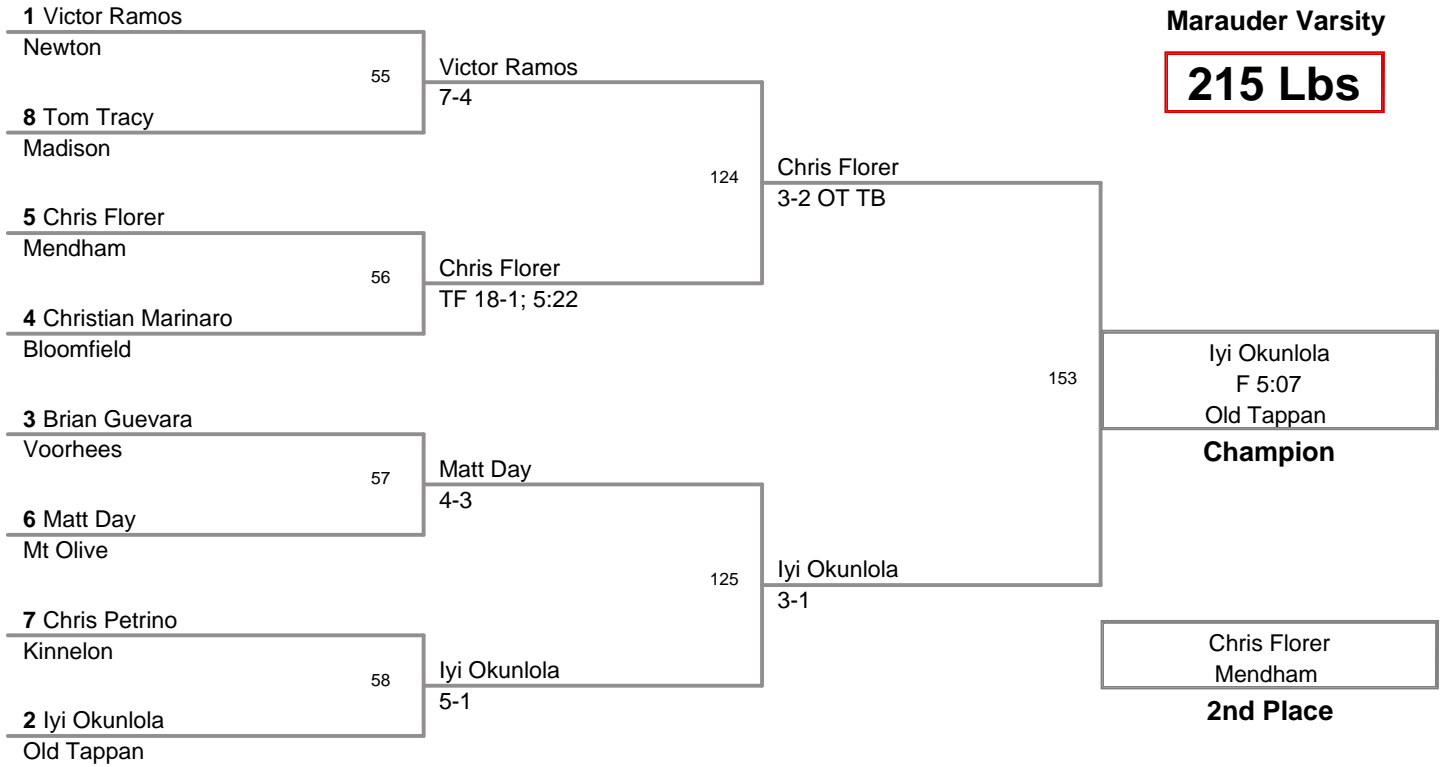 Marauder Varsity
215 Lbs
1 Victor Ramos
Newton
55
8 Tom Tracy
Madison
5 Chris Florer
Mendham
56
4 Christian Marinaro
Bloomfield
3 Brian Guevara
Voorhees
57
6 Matt Day
Mt Olive
7 Chris Petrino
Kinnelon
58
2 Iyi Okunlola
Old Tappan
Victor Ramos
7-4
124
Chris Florer
TF 18-1; 5:22
Matt Day
4-3
125
Iyi Okunlola
5-1
Chris Florer
3-2 OT TB
153
Iyi Okunlola
3-1
Iyi Okunlola
F 5:07
Old Tappan
Champion
Chris Florer
Mendham
2nd Place